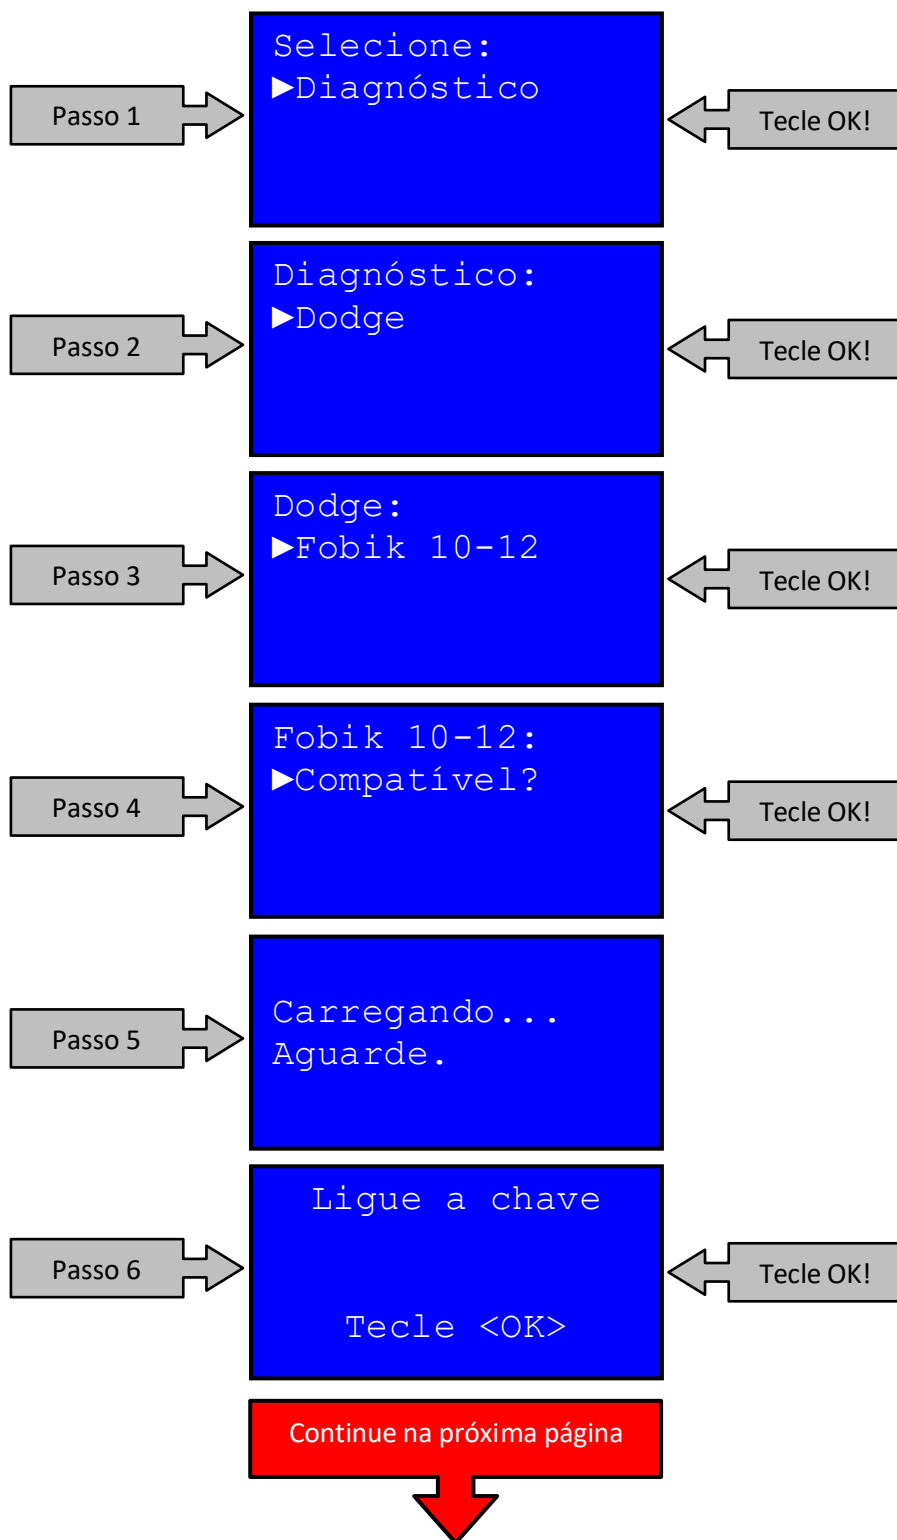 Selecione:
Passo 1
►Diagnóstico
Tecle OK!
Diagnóstico:
Passo 2
►Dodge
Tecle OK!
Dodge:
Passo 3
►Fobik 10-12
Tecle OK!
Fobik 10-12:
Passo 4
►Compatível?
Tecle OK!
Passo 5
Carregando...
Aguarde.
Ligue a chave
Passo 6
Tecle OK!
Tecle <OK>
Continue na próxima página